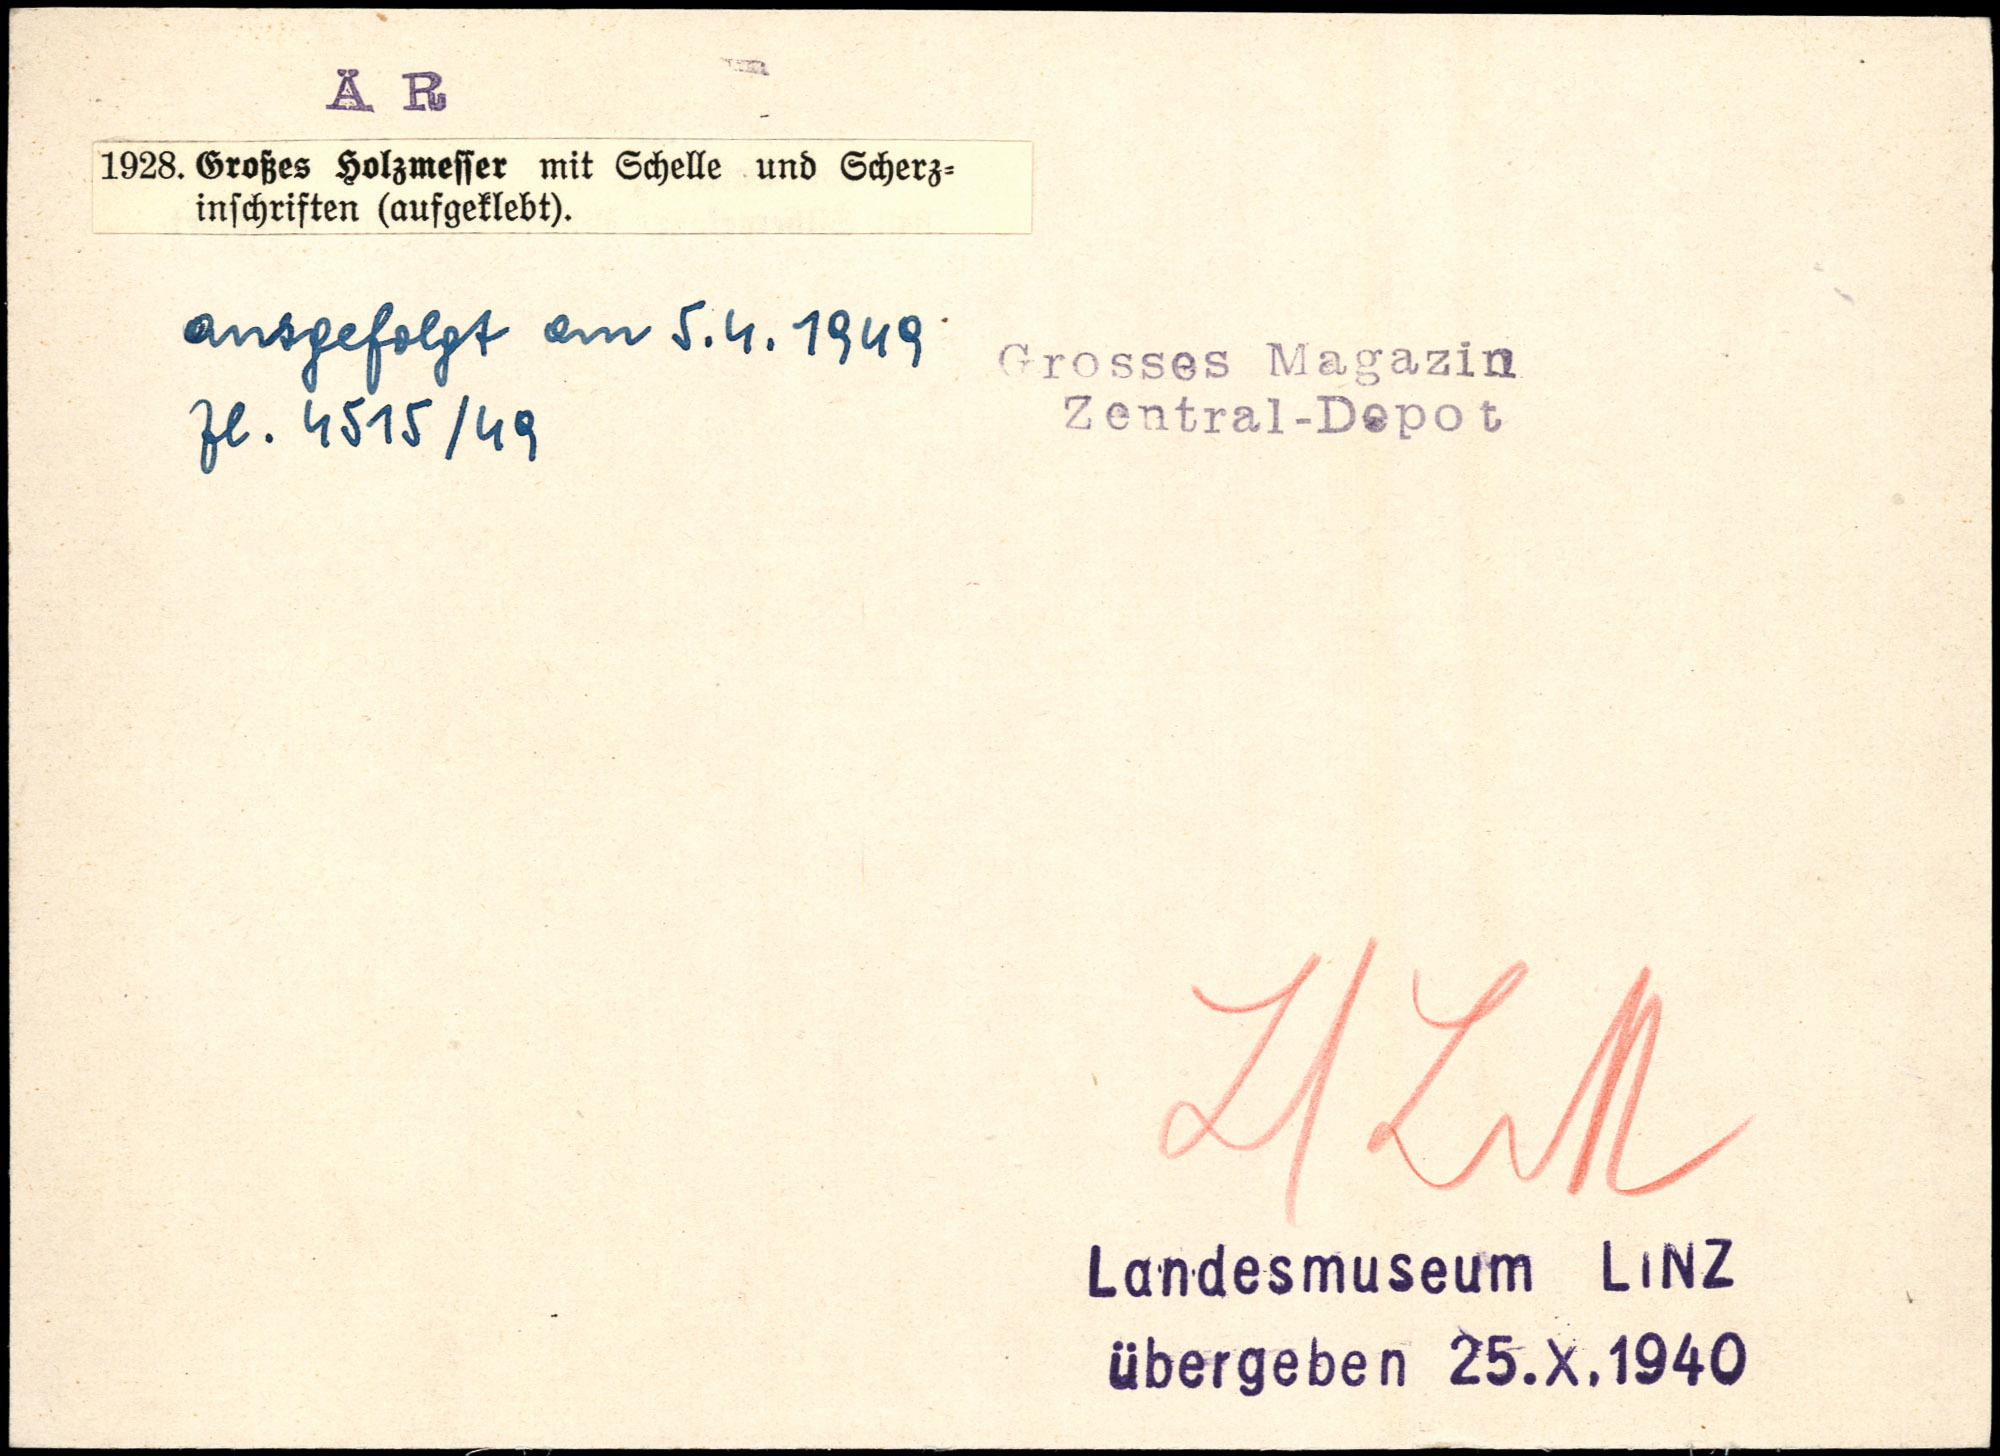 Ä R
1928. Großes Holzmesser mit Schelle und Scherz=
inschriften (aufgeklebt).
ausgefolgt am 5.4.1949
Zl. 4515/49
Grosses Magazin
Zentral-Depot
Landesmuseum LiNZ
übergeben 25.X.1940